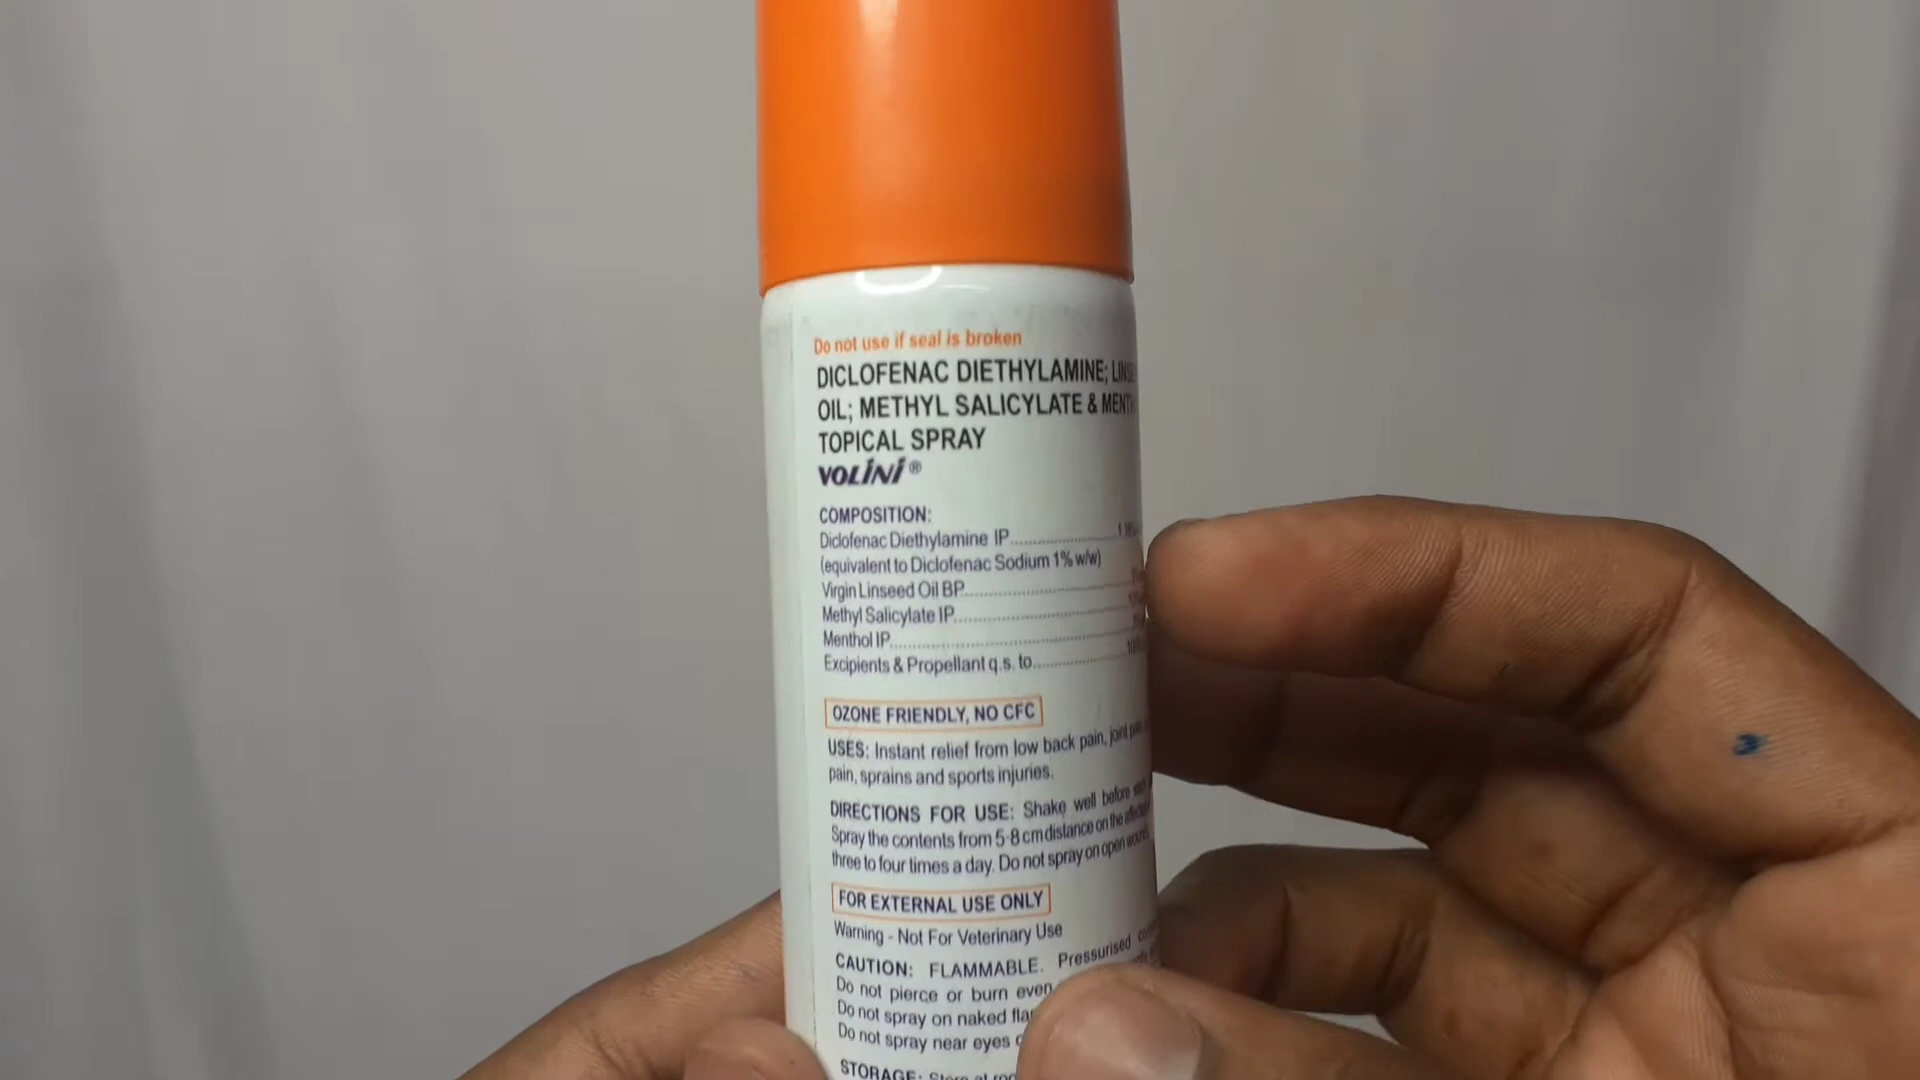 Do not use if seal is broken
DICLOFENAC DIETHYLAMINE;
OIL; METHYL SALICYLATE &
TOPICAL SPRAY
VOLINI®
COMPOSITION:
Diclofenac Diethylamine IP
(equivalent to Diclofenac Sodium 1% w/w)
Virgin Linseed Oil BP
Methyl Salicylate IP
Menthol IP
Excipients & Propellant q.s. to
OZONE FRIENDLY, NO CFC
USES: Instant relief from low back pain, joint
pain, sprains and sports injuries.
DIRECTIONS FOR USE: Shake well before
Spray the contents from 5-8 cm distance on the
three to four times a day. Do not spray on open
FOR EXTERNAL USE ONLY
Warning - Not For Veterinary Use
CAUTION: FLAMMABLE. Pressurised
Do not pierce or burn even
Do not spray on naked
Do not spray near eyes
STORAGE: Store at